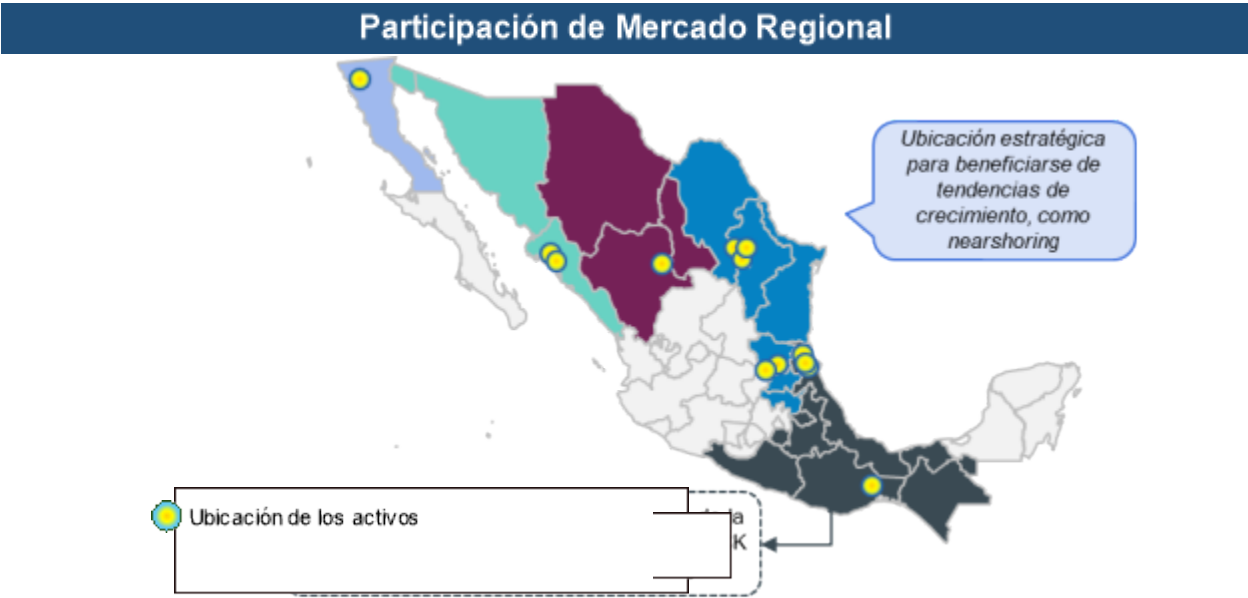 Participación de Mercado Regional
Ubicación estratégica
para beneficiarse de
tendencias de
crecimiento, como
nearshoring
Ubicación de los activos